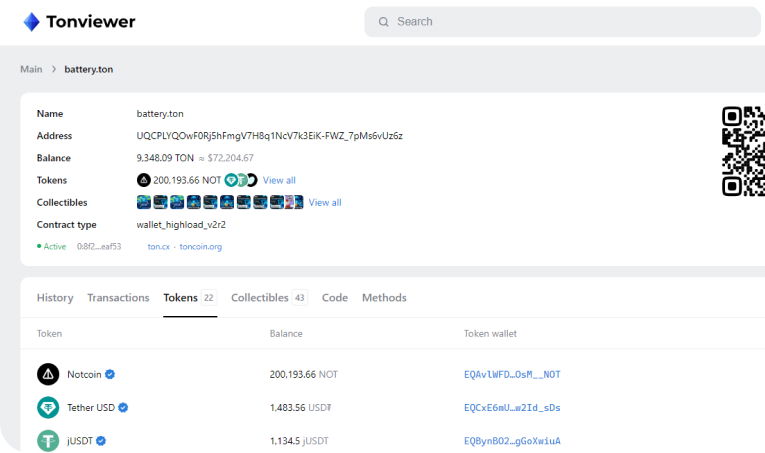 Tonviewer
Search
Main > battery.ton
Name battery.ton
Address UQCPLYQOwF0Rj5hFmgV7H8q1NcV7k3EiK-FWZ_7pMs6vUz6z
Balance 9,348.09 TON ≈ $72,204.67
Tokens 200,193.66 NOT View all
Collectibles View all
Contract type wallet_highload_v2r2
Active 0:8f2...eaf53 ton.cx · toncoin.org
History Transactions Tokens 22 Collectibles 43 Code Methods
Token Balance Token wallet
Notcoin 200,193.66 NOT EQAvlWFD…OsM__NOT
Tether USD 1,483.56 USD₮ EQCxE6mU…w2Id_sDs
jUSDT 1,134.5 jUSDT EQBynBO2…gGoXwiuA